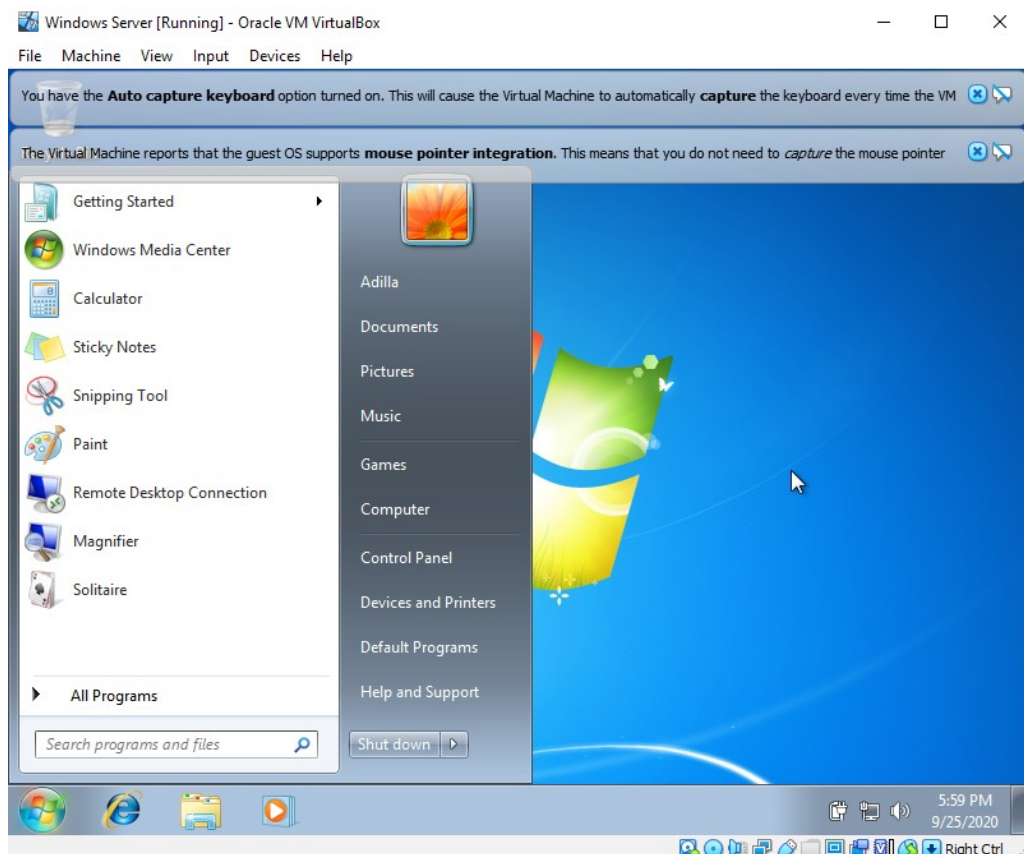 Windows Server [Running] - Oracle VM VirtualBox
File Machine View Input Devices Help
You have the Auto capture keyboard option turned on. This will cause the Virtual Machine to automatically capture the keyboard every time the VM
The Virtual Machine reports that the guest OS supports mouse pointer integration. This means that you do not need to capture the mouse pointer
Getting Started
Windows Media Center
Calculator
Sticky Notes
Snipping Tool
Paint
Remote Desktop Connection
Magnifier
Solitaire
All Programs
Search programs and files
Adilla
Documents
Pictures
Music
Games
Computer
Control Panel
Devices and Printers
Default Programs
Help and Support
Shut down
5:59 PM
9/25/2020
Right Ctrl